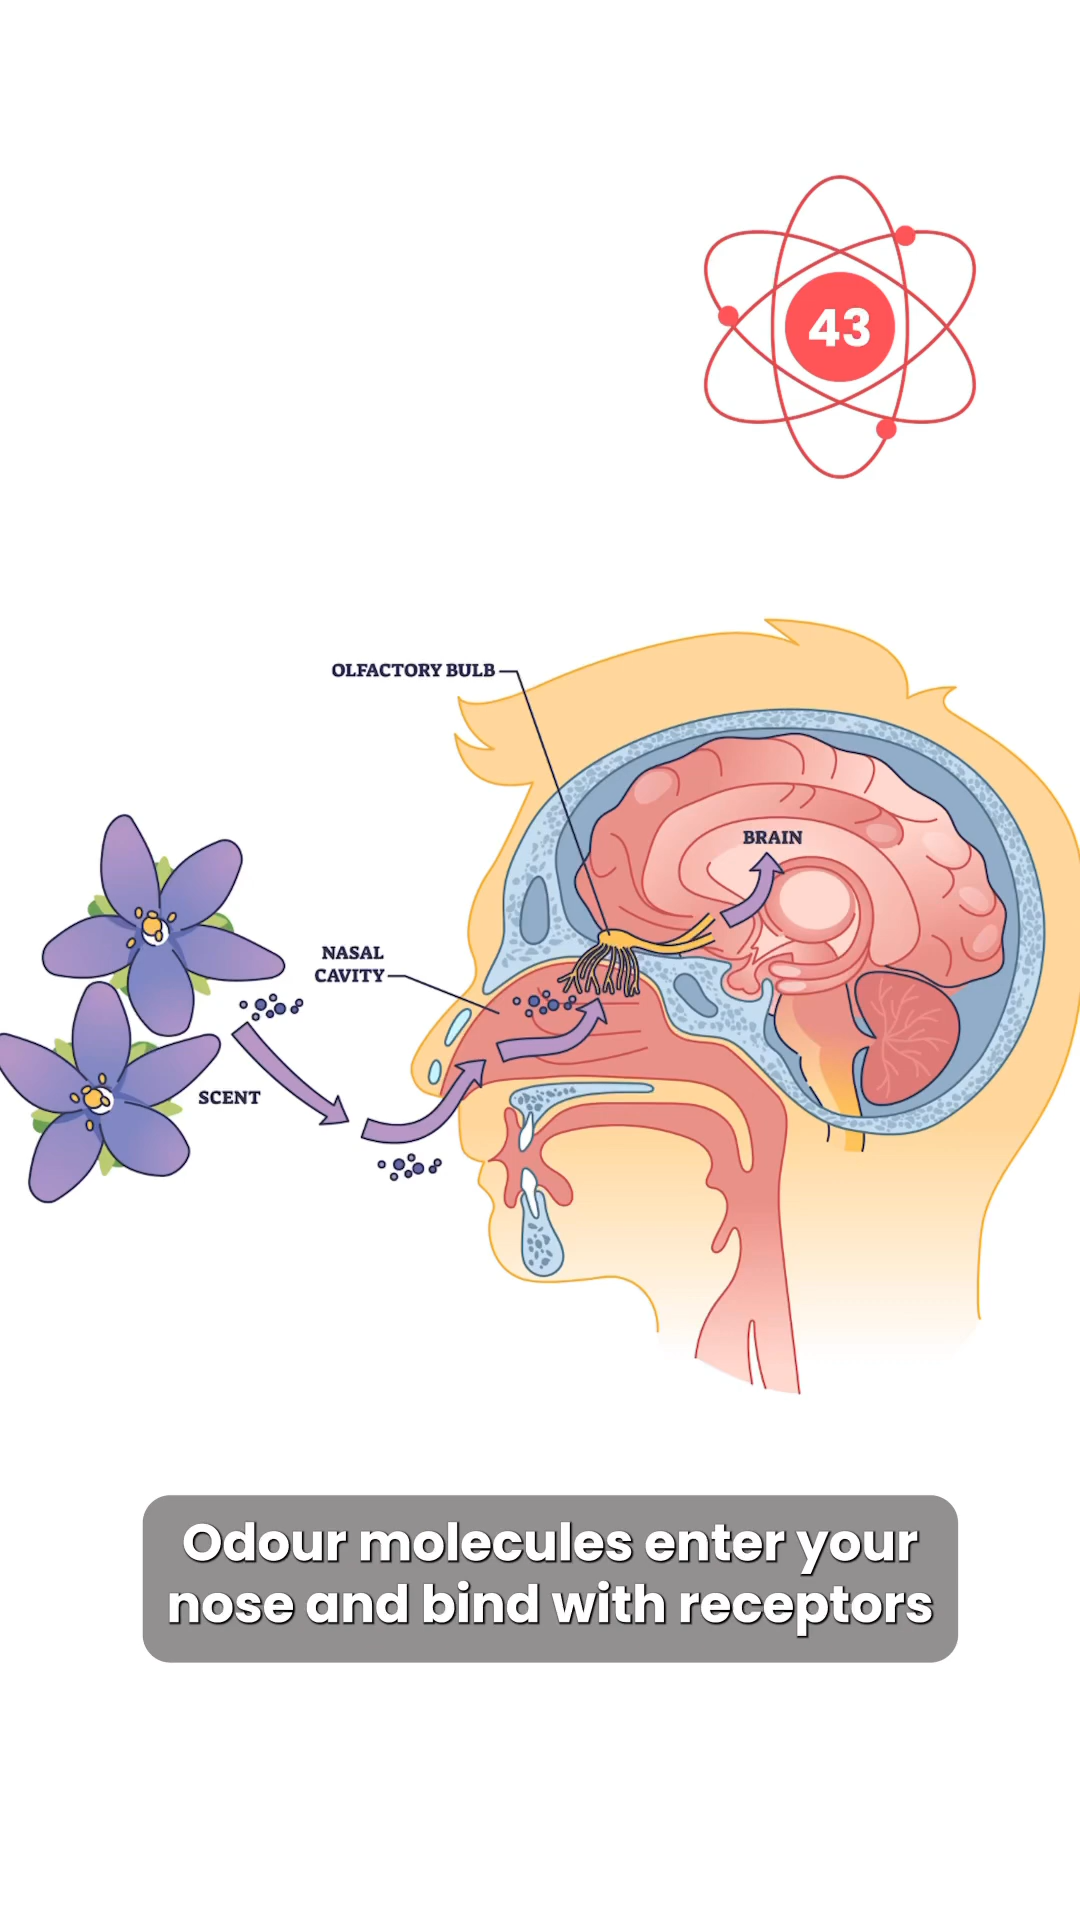 43
OLFACTORY BULB
BRAIN
NASAL
CAVITY
SCENT
Odour molecules enter your
nose and bind with receptors